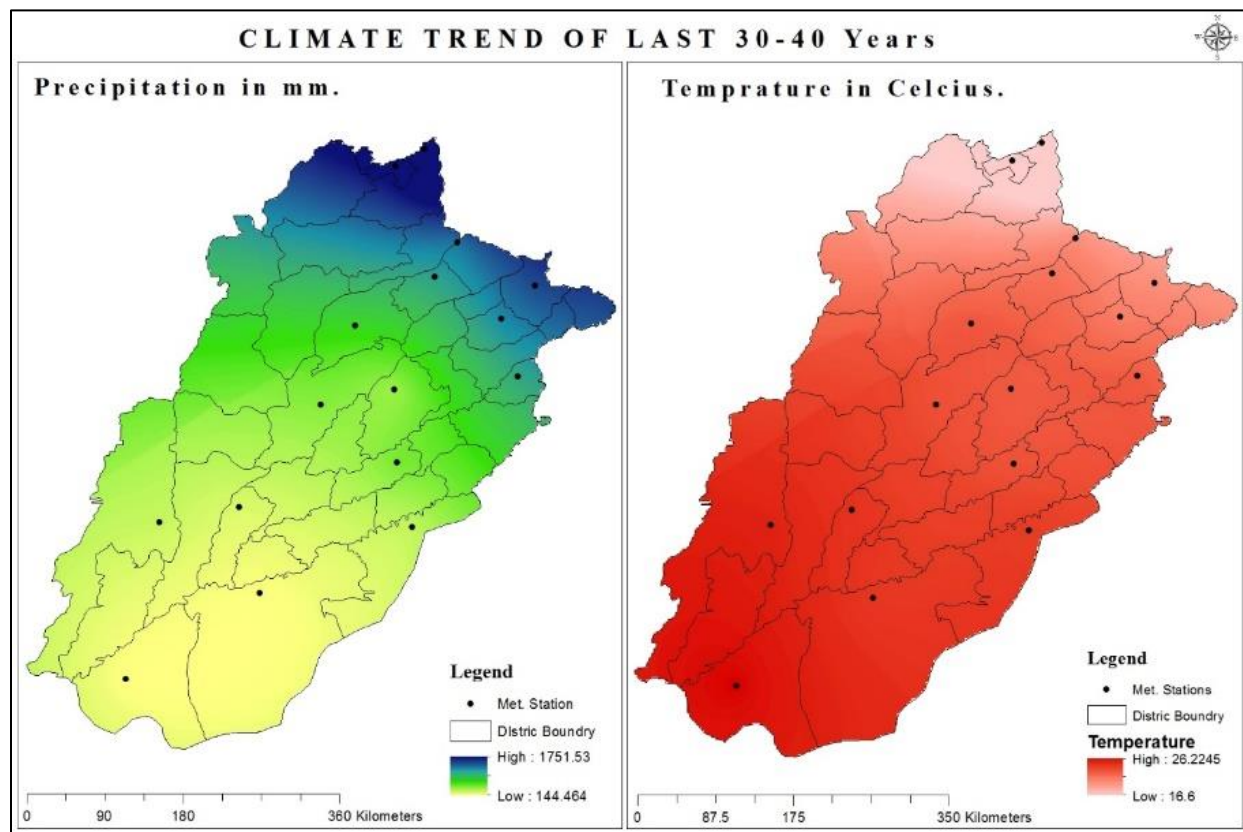 CLIMATE TREND OF LAST 30-40 Years
N
W E
S
Precipitation in mm.
Legend
Met. Station
Distric Boundry
High : 1751.53
Low : 144.464
0 90 180 360 Kilometers
Temprature in Celcius.
Legend
Met. Stations
Distric Boundry
Temperature
High : 26.2245
Low : 16.6
0 87.5 175 350 Kilometers